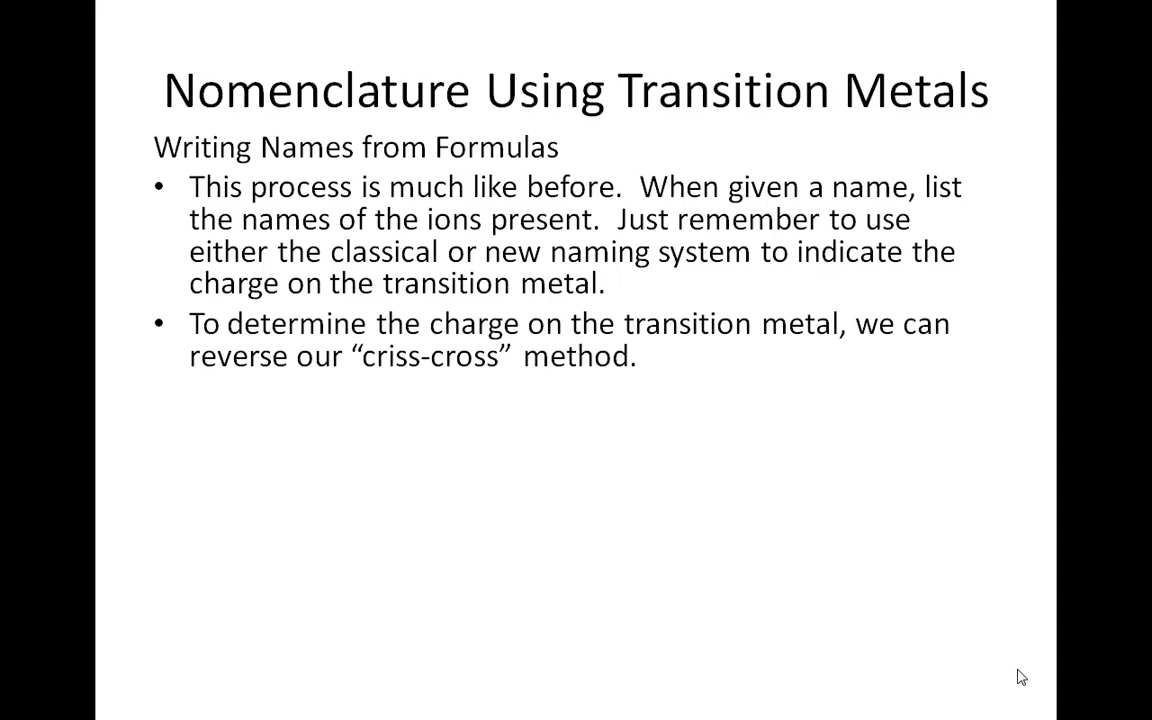 Nomenclature Using Transition Metals
Writing Names from Formulas
• This process is much like before. When given a name, list
the names of the ions present. Just remember to use
either the classical or new naming system to indicate the
charge on the transition metal.
• To determine the charge on the transition metal, we can
reverse our “criss-cross” method.